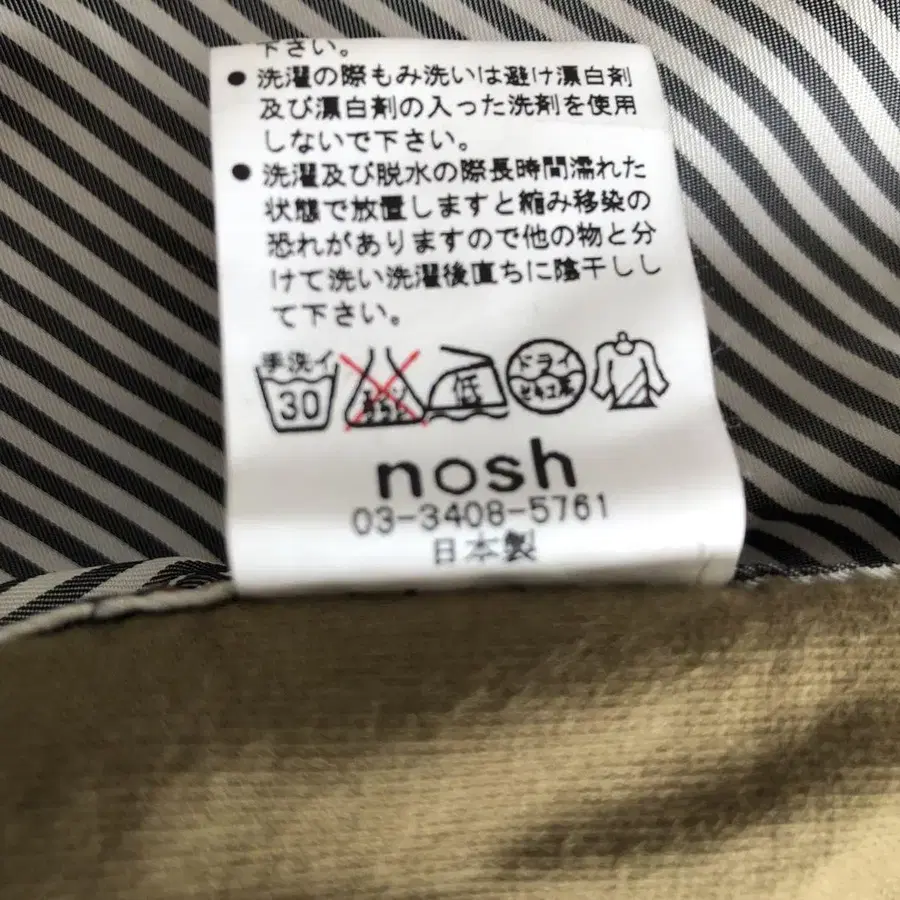 下さい。
● 洗濯の際もみ洗いは避け漂白剤
及び漂白剤の入った洗剤を使用
しないで下さい。
● 洗濯及び脱水の際長時間濡れた
状態で放置しますと縮み移染の
恐れがありますので他の物と分
けて洗い洗濯後直ちに陰干しし
て下さい。
手洗イ
30
低
ドライ
nosh
03-3408-5761
日本製